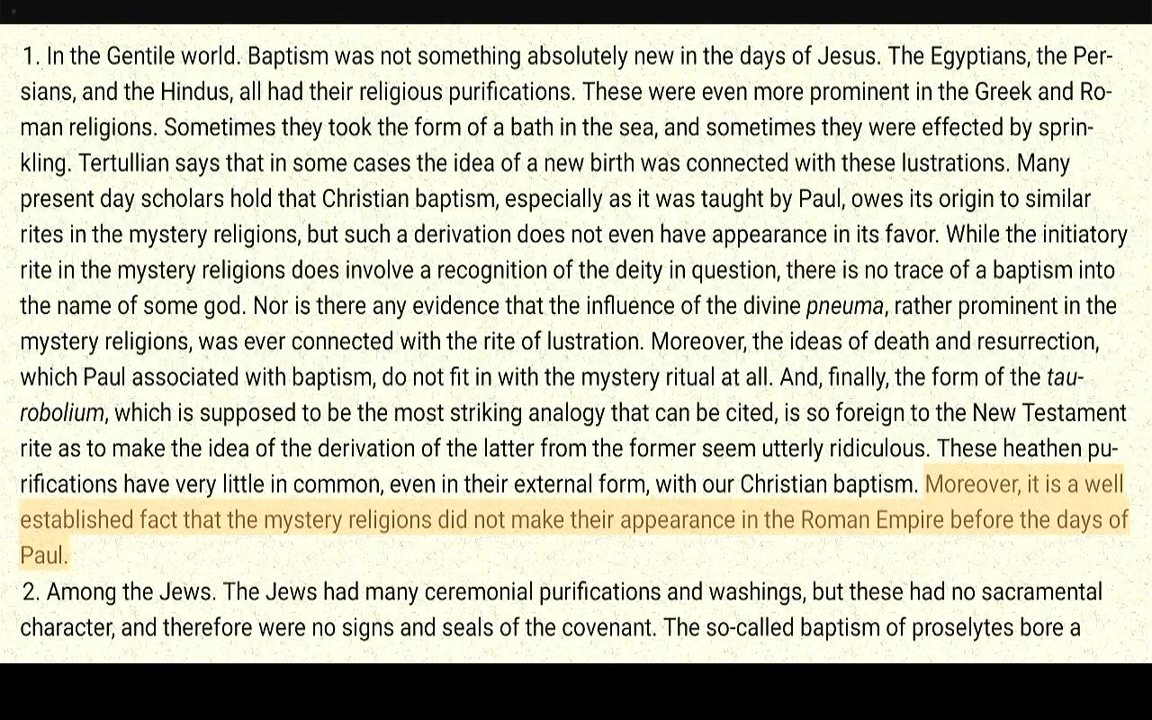 1. In the Gentile world. Baptism was not something absolutely new in the days of Jesus. The Egyptians, the Per-
sians, and the Hindus, all had their religious purifications. These were even more prominent in the Greek and Ro-
man religions. Sometimes they took the form of a bath in the sea, and sometimes they were effected by sprin-
kling. Tertullian says that in some cases the idea of a new birth was connected with these lustrations. Many
present day scholars hold that Christian baptism, especially as it was taught by Paul, owes its origin to similar
rites in the mystery religions, but such a derivation does not even have appearance in its favor. While the initiatory
rite in the mystery religions does involve a recognition of the deity in question, there is no trace of a baptism into
the name of some god. Nor is there any evidence that the influence of the divine pneuma, rather prominent in the
mystery religions, was ever connected with the rite of lustration. Moreover, the ideas of death and resurrection,
which Paul associated with baptism, do not fit in with the mystery ritual at all. And, finally, the form of the tau-
robolium, which is supposed to be the most striking analogy that can be cited, is so foreign to the New Testament
rite as to make the idea of the derivation of the latter from the former seem utterly ridiculous. These heathen pu-
rifications have very little in common, even in their external form, with our Christian baptism. Moreover, it is a well
established fact that the mystery religions did not make their appearance in the Roman Empire before the days of
Paul.
2. Among the Jews. The Jews had many ceremonial purifications and washings, but these had no sacramental
character, and therefore were no signs and seals of the covenant. The so-called baptism of proselytes bore a